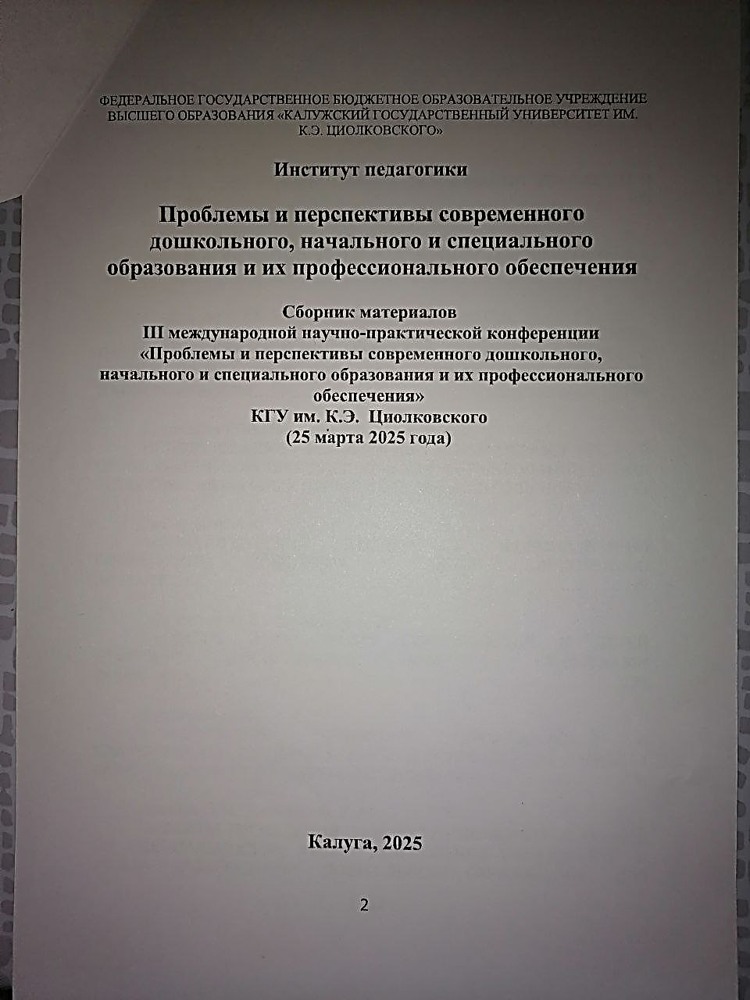 ФЕДЕРАЛЬНОЕ ГОСУДАРСТВЕННОЕ БЮДЖЕТНОЕ ОБРАЗОВАТЕЛЬНОЕ УЧРЕЖДЕНИЕ
ВЫСШЕГО ОБРАЗОВАНИЯ «КАЛУЖСКИЙ ГОСУДАРСТВЕННЫЙ УНИВЕРСИТЕТ ИМ.
К.Э. ЦИОЛКОВСКОГО»
Институт педагогики
Проблемы и перспективы современного
дошкольного, начального и специального
образования и их профессионального обеспечения
Сборник материалов
III международной научно-практической конференции
«Проблемы и перспективы современного дошкольного,
начального и специального образования и их профессионального
обеспечения»
КГУ им. К.Э. Циолковского
(25 марта 2025 года)
Калуга, 2025
2